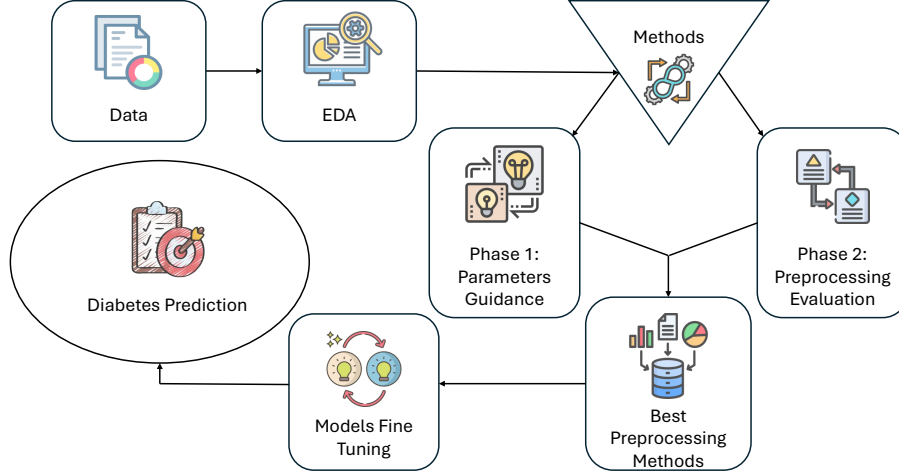 Data
EDA
Methods
Phase 1:
Parameters
Guidance
Phase 2:
Preprocessing
Evaluation
Diabetes Prediction
Models Fine
Tuning
Best
Preprocessing
Methods